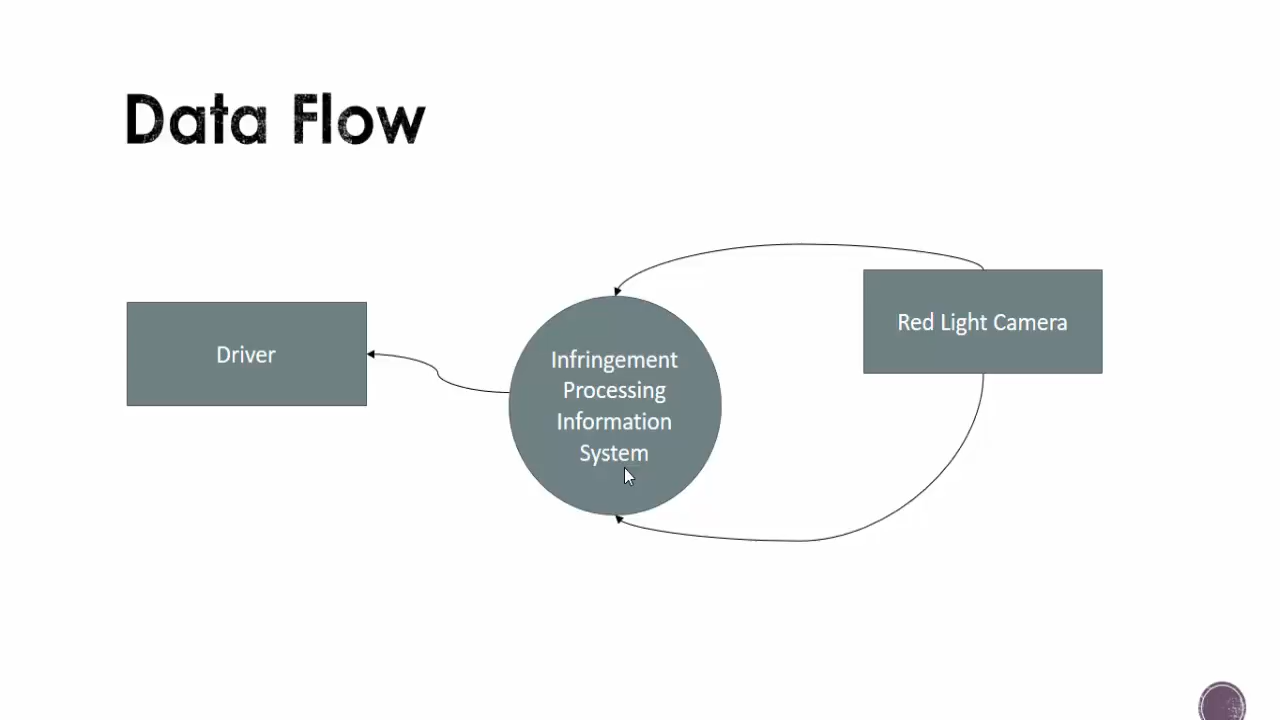 Data Flow
Driver
Infringement
Processing
Information
System
Red Light Camera